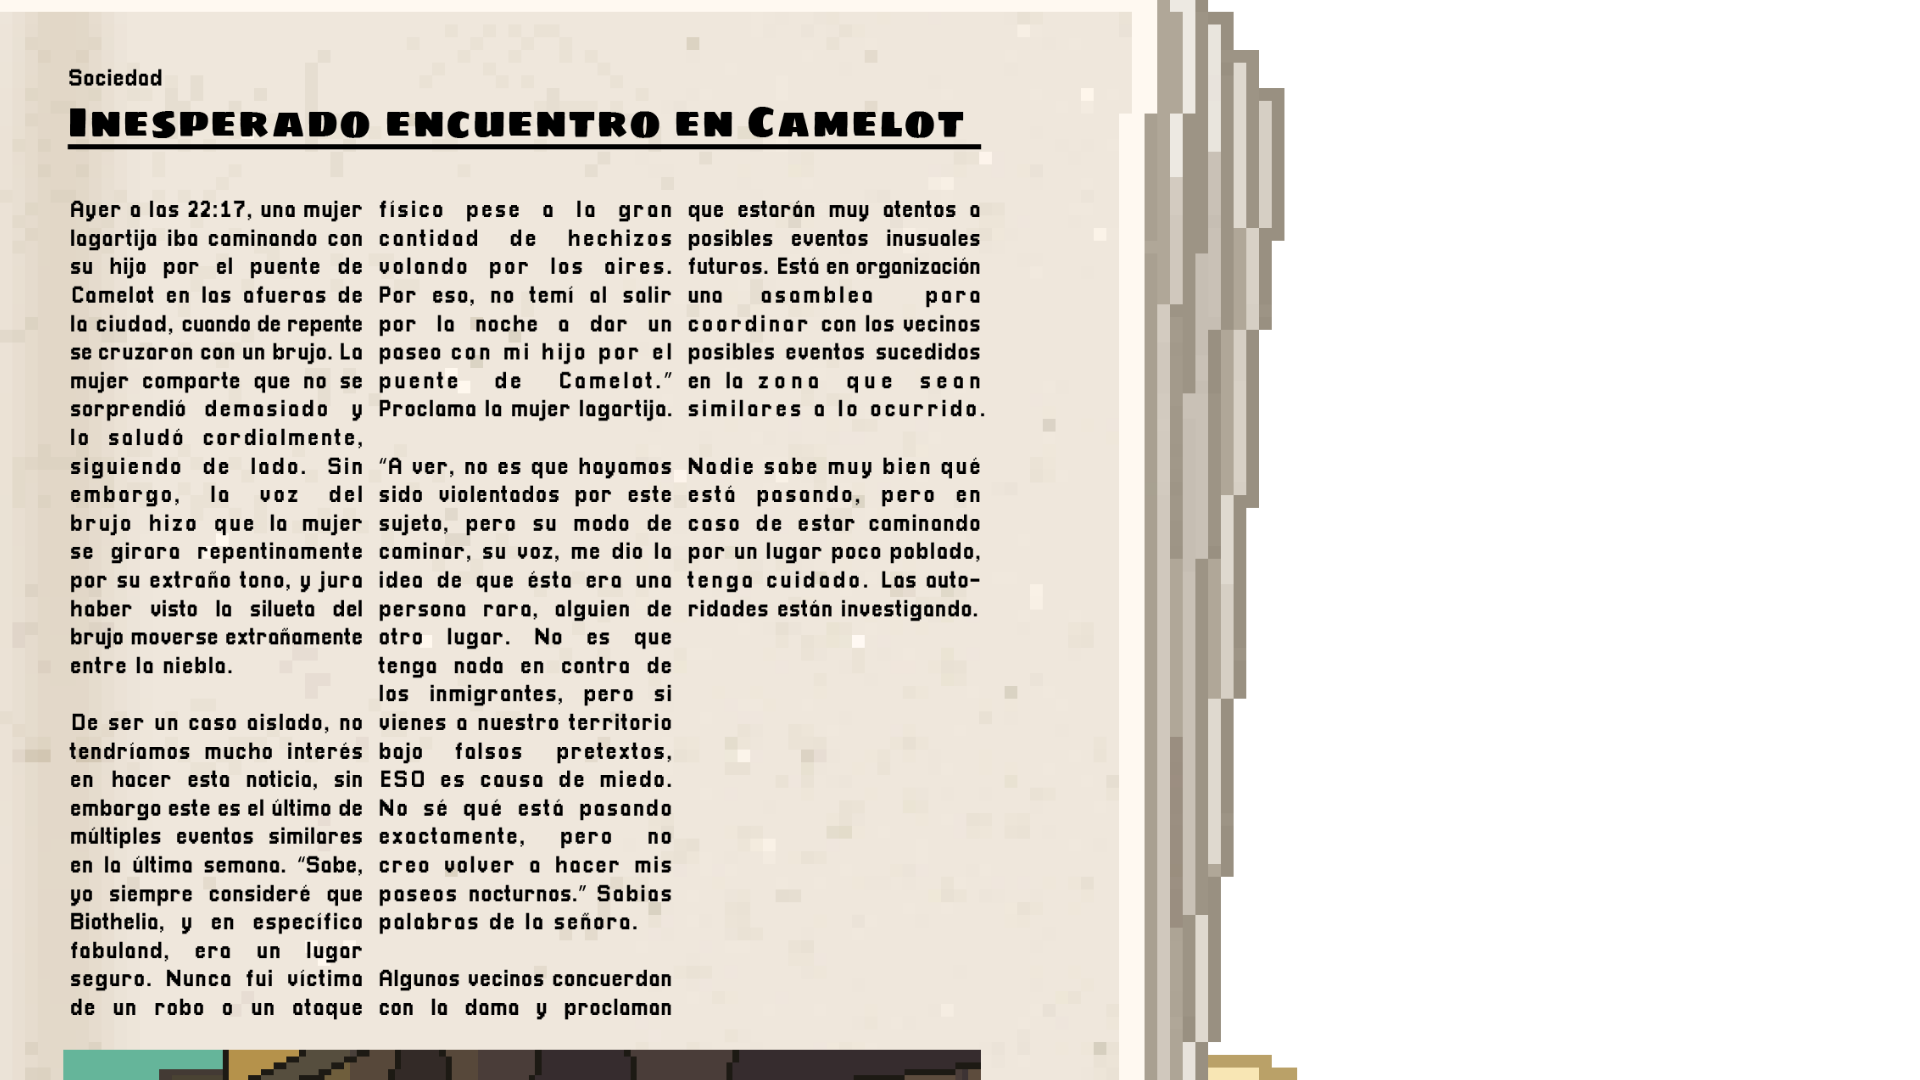 Sociedad
Inesperado encuentro en Camelot
Ayer a las 22:17, una mujer
lagartija iba caminando con
su hijo por el puente de
Camelot en las afueras de
la ciudad, cuando de repente
se cruzaron con un brujo. La
mujer comparte que no se
sorprendió demasiado y
lo saludó cordialmente,
siguiendo de lado. Sin
embargo, la voz del
brujo hizo que la mujer
se girara repentinamente
por su extraño tono, y jura
haber visto la silueta del
brujo moverse extrañamente
entre la niebla.
De ser un caso aislado, no
tendríamos mucho interés
en hacer esta noticia, sin
embargo este es el último de
múltiples eventos similares
en la última semana. "Sabe,
yo siempre consideré que
Biothelia, y en específico
fabuland, era un lugar
seguro. Nunca fui víctima
de un robo o un ataque
físico pese a la gran
cantidad de hechizos
volando por los aires.
Por eso, no temí al salir
por la noche a dar un
paseo con mi hijo por el
puente de Camelot."
Proclama la mujer lagartija.
"A ver, no es que hayamos
sido violentados por este
sujeto, pero su modo de
caminar, su voz, me dio la
idea de que ésta era una
persona rara, alguien de
otro lugar. No es que
tenga nada en contra de
los inmigrantes, pero si
vienes a nuestro territorio
bajo falsos pretextos,
ESO es causa de miedo.
No sé qué está pasando
exactamente, pero no
creo volver a hacer mis
paseos nocturnos." Sabias
palabras de la señora.
Algunos vecinos concuerdan
con la dama y proclaman
que estarán muy atentos a
posibles eventos inusuales
futuros. Está en organización
una asamblea para
coordinar con los vecinos
posibles eventos sucedidos
en la zona que sean
similares a lo ocurrido.
Nadie sabe muy bien qué
está pasando, pero en
caso de estar caminando
por un lugar poco poblado,
tenga cuidado. Las auto-
ridades están investigando.